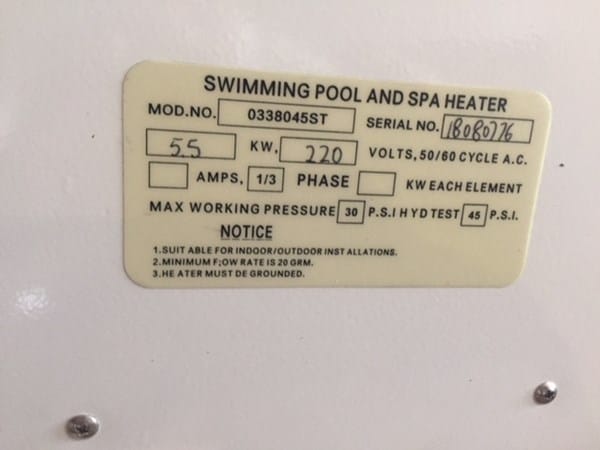 SWIMMING POOL AND SPA HEATER
MOD.NO. 0338045ST SERIAL NO. 18080776
5.5 KW, 220 VOLTS, 50/60 CYCLE A.C.
AMPS, 1/3 PHASE KW EACH ELEMENT
MAX WORKING PRESSURE 30 P.S.I HYD TEST 45 P.S.I.
NOTICE
1.SUIT ABLE FOR INDOOR/OUTDOOR INST ALLATIONS.
2.MINIMUM F;OW RATE IS 20 GRM.
3.HE ATER MUST DE GROUNDED.